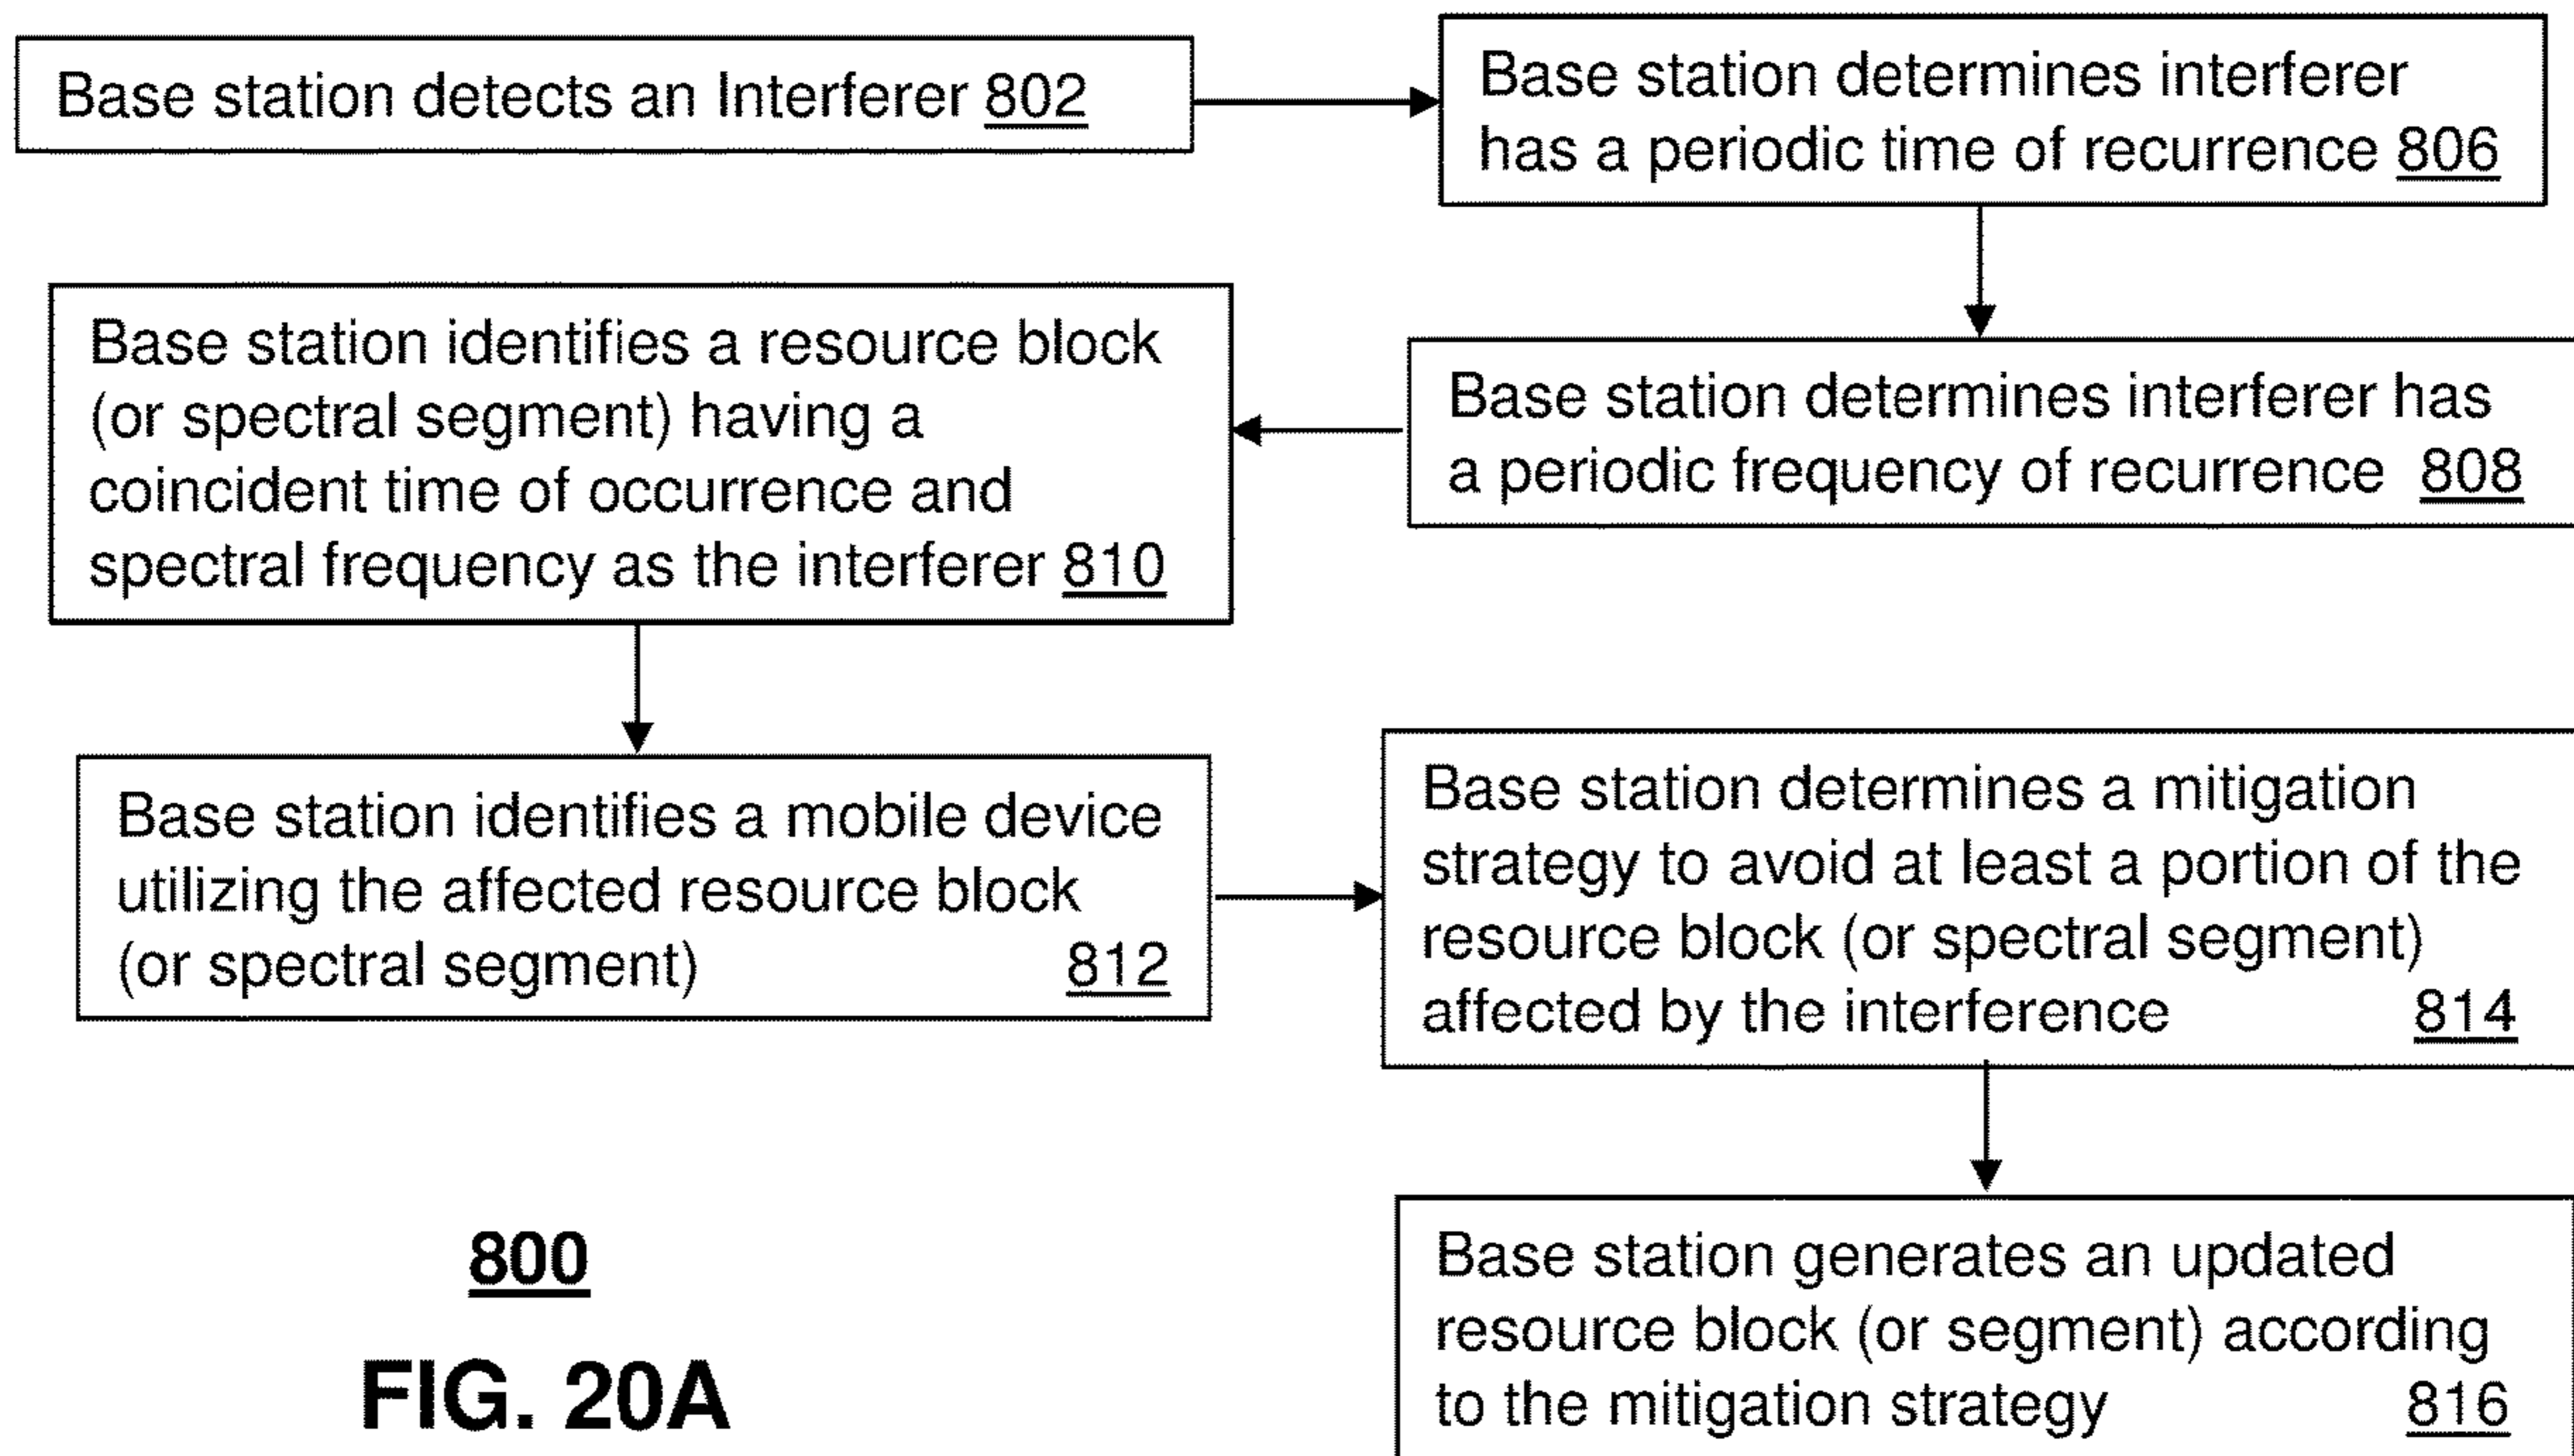 Base station detects an Interferer 802
Base station determines interferer
has a periodic time of recurrence 806
Base station determines interferer has
a periodic frequency of recurrence 808
Base station identifies a resource block
(or spectral segment) having a
coincident time of occurrence and
spectral frequency as the interferer 810
Base station identifies a mobile device
utilizing the affected resource block
(or spectral segment) 812
Base station determines a mitigation
strategy to avoid at least a portion of the
resource block (or spectral segment)
affected by the interference 814
Base station generates an updated
resource block (or segment) according
to the mitigation strategy 816
800
FIG. 20A